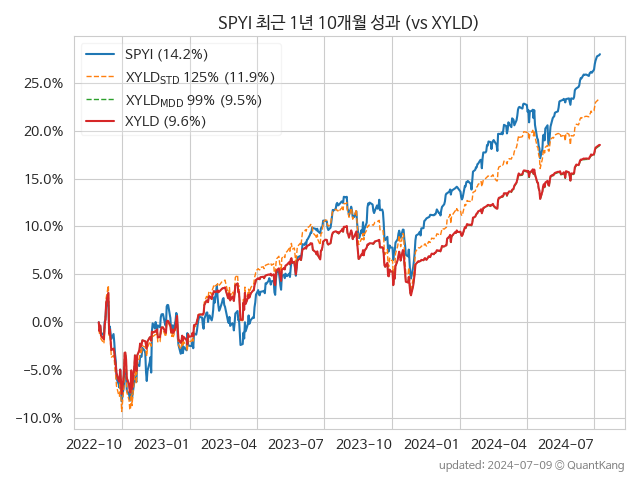 SPYI 최근 1년 10개월 성과 (vs XYLD)
SPYI (14.2%)
XYLD_STD 125% (11.9%)
XYLD_MDD 99% (9.5%)
XYLD (9.6%)
25.0%
20.0%
15.0%
10.0%
5.0%
0.0%
−5.0%
−10.0%
2022-10 2023-01 2023-04 2023-07 2023-10 2024-01 2024-04 2024-07
updated: 2024-07-09 © QuantKang